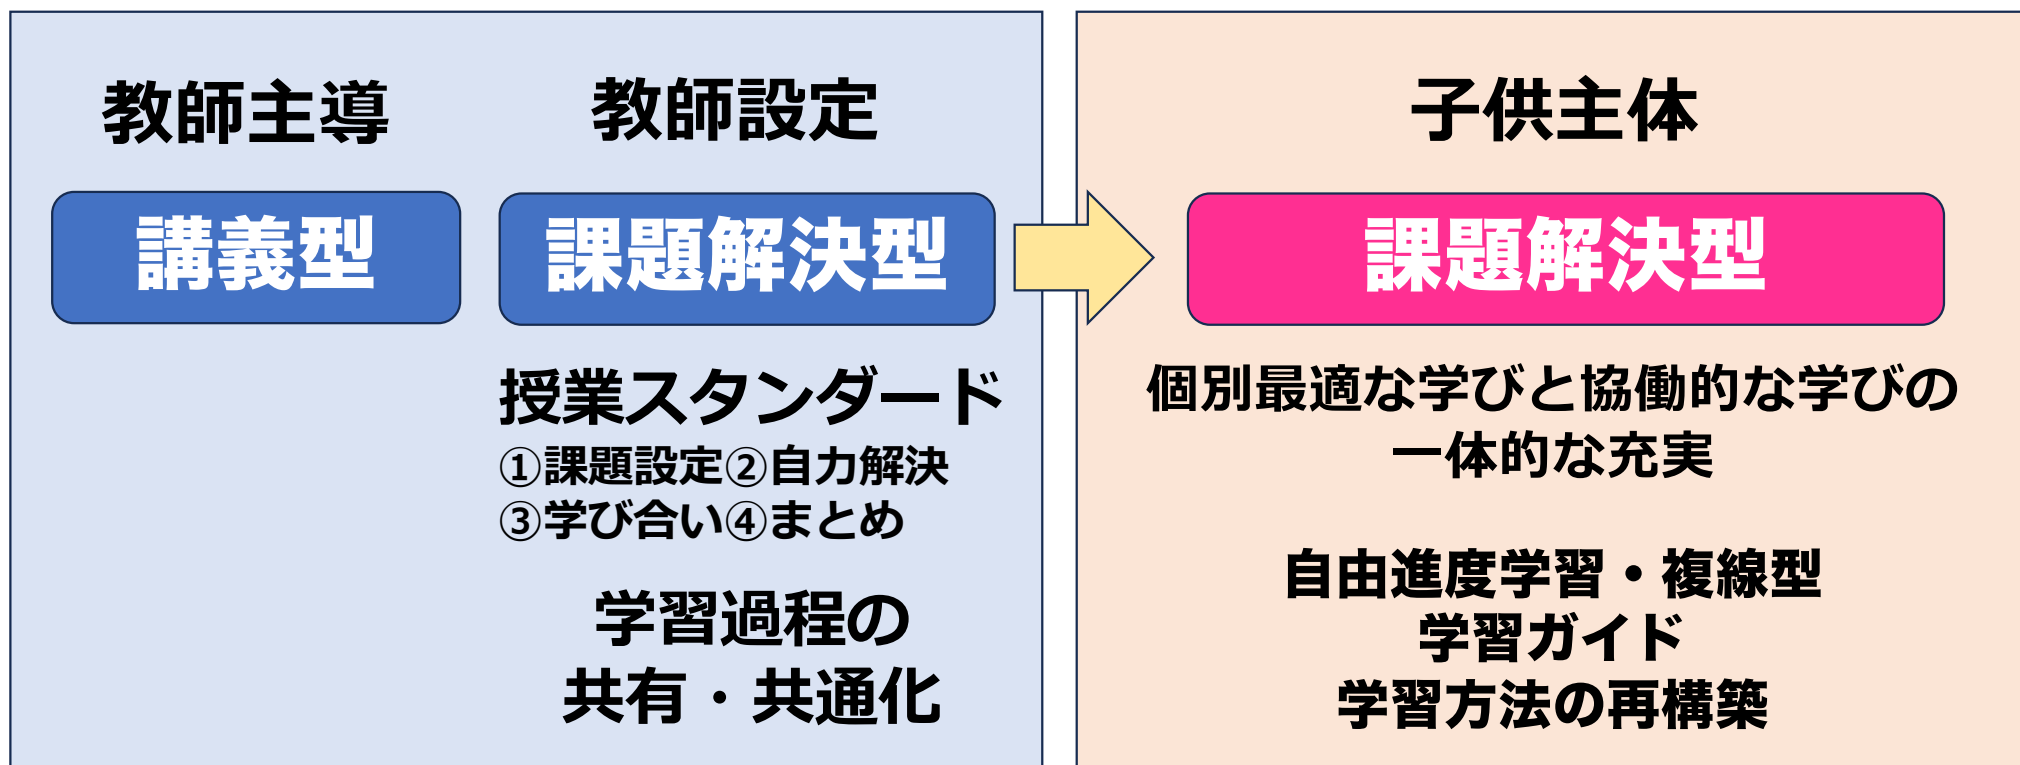 教師主導
講義型
教師設定
課題解決型
授業スタンダード
①課題設定②自力解決
③学び合い④まとめ
学習過程の
共有・共通化
子供主体
課題解決型
個別最適な学びと協働的な学びの
一体的な充実
自由進度学習・複線型
学習ガイド
学習方法の再構築